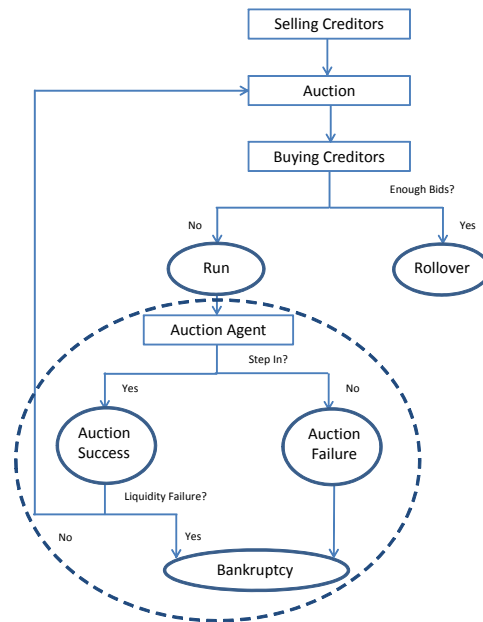 Selling Creditors
Auction
Buying Creditors
Enough Bids?
No
Yes
Run
Rollover
Auction Agent
Step In?
Yes
No
Auction
Success
Auction
Failure
Liquidity Failure?
No
Yes
Bankruptcy